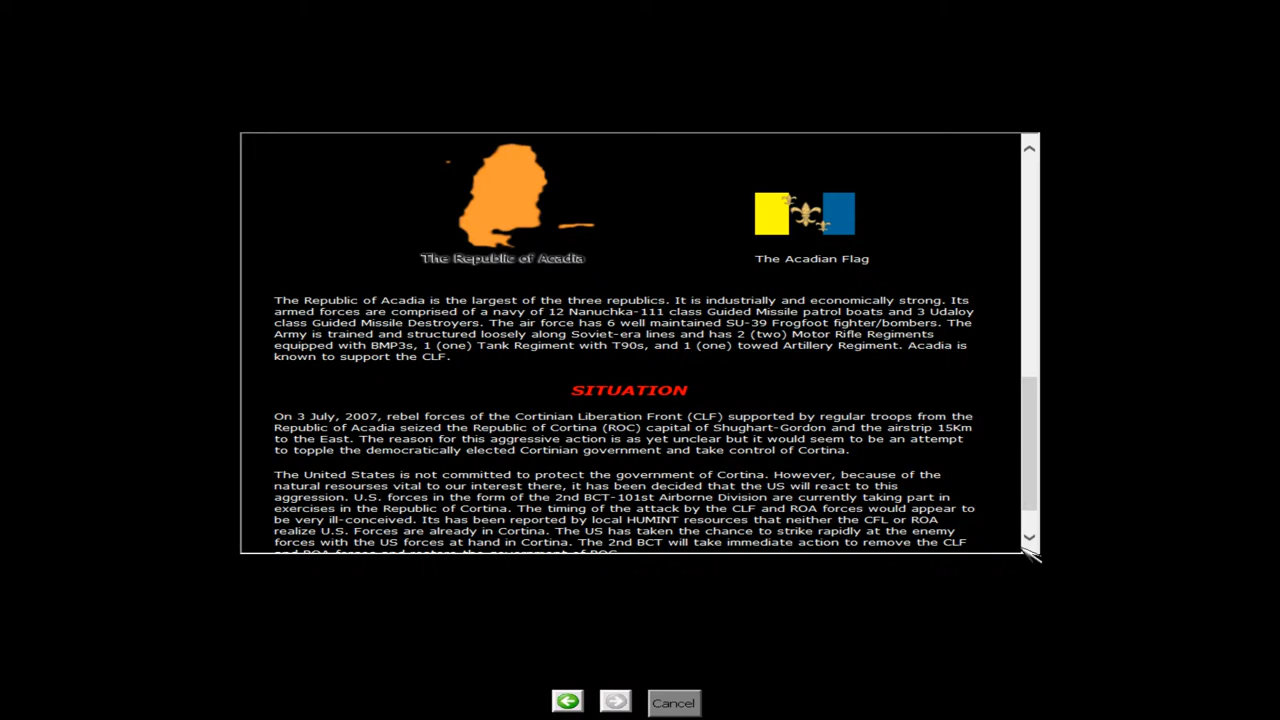 The Republic of Acadia
The Acadian Flag
The Republic of Acadia is the largest of the three republics. It is industrially and economically strong. Its
armed forces are comprised of a navy of 12 Nanuchka-111 class Guided Missile patrol boats and 3 Udaloy
class Guided Missile Destroyers. The air force has 6 well maintained SU-39 Frogfoot fighter/bombers. The
Army is trained and structured loosely along Soviet-era lines and has 2 (two) Motor Rifle Regiments
equipped with BMP3s, 1 (one) Tank Regiment with T90s, and 1 (one) towed Artillery Regiment. Acadia is
known to support the CLF.
SITUATION
On 3 July, 2007, rebel forces of the Cortinian Liberation Front (CLF) supported by regular troops from the
Republic of Acadia seized the Republic of Cortina (ROC) capital of Shughart-Gordon and the airstrip 15Km
to the East. The reason for this aggressive action is as yet unclear but it would seem to be an attempt
to topple the democratically elected Cortinian government and take control of Cortina.
The United States is not committed to protect the government of Cortina. However, because of the
natural resourses vital to our interest there, it has been decided that the US will react to this
aggression. U.S. forces in the form of the 2nd BCT-101st Airborne Division are currently taking part in
exercises in the Republic of Cortina. The timing of the attack by the CLF and ROA forces would appear to
be very ill-conceived. Its has been reported by local HUMINT resources that neither the CFL or ROA
realize U.S. Forces are already in Cortina. The US has taken the chance to strike rapidly at the enemy
forces with the US forces at hand in Cortina. The 2nd BCT will take immediate action to remove the CLF
and ROA forces and restore the government of ROC.
Cancel